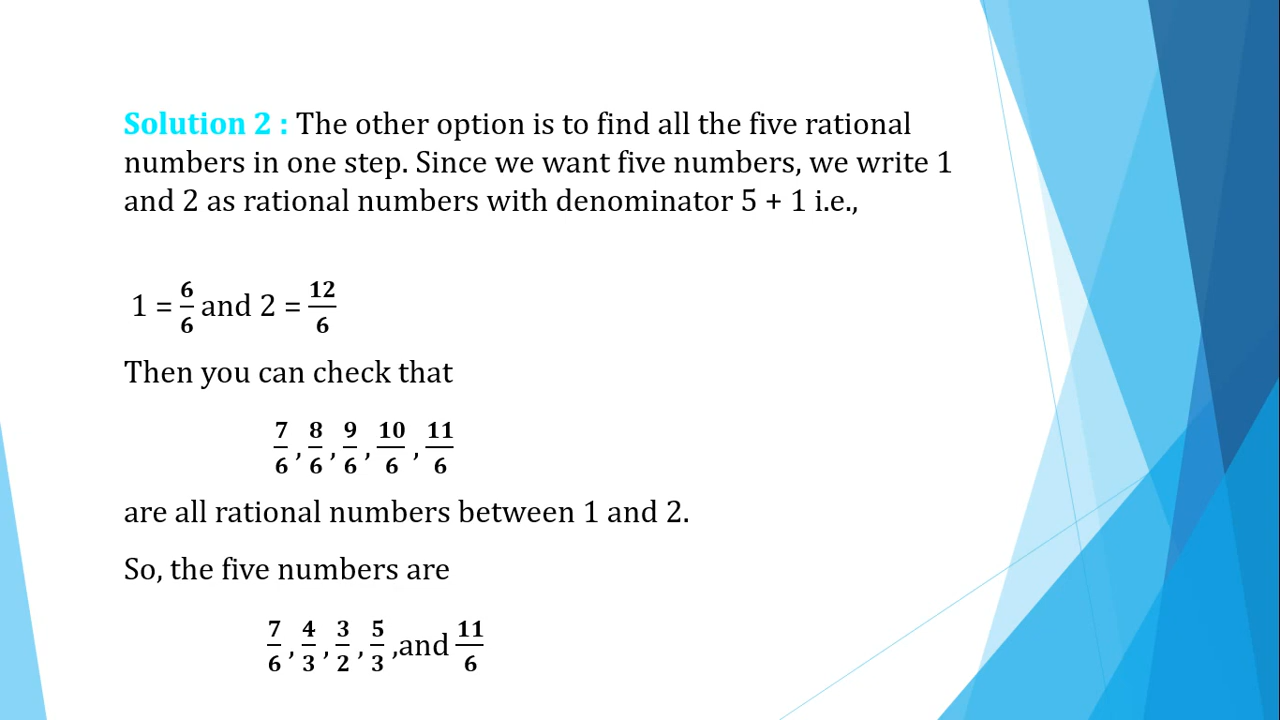 Solution 2 : The other option is to find all the five rational
numbers in one step. Since we want five numbers, we write 1
and 2 as rational numbers with denominator 5 + 1 i.e.,
1 = 6/6 and 2 = 12/6
Then you can check that
7/6 , 8/6 , 9/6 , 10/6 , 11/6
are all rational numbers between 1 and 2.
So, the five numbers are
7/6 , 4/3 , 3/2 , 5/3 ,and 11/6